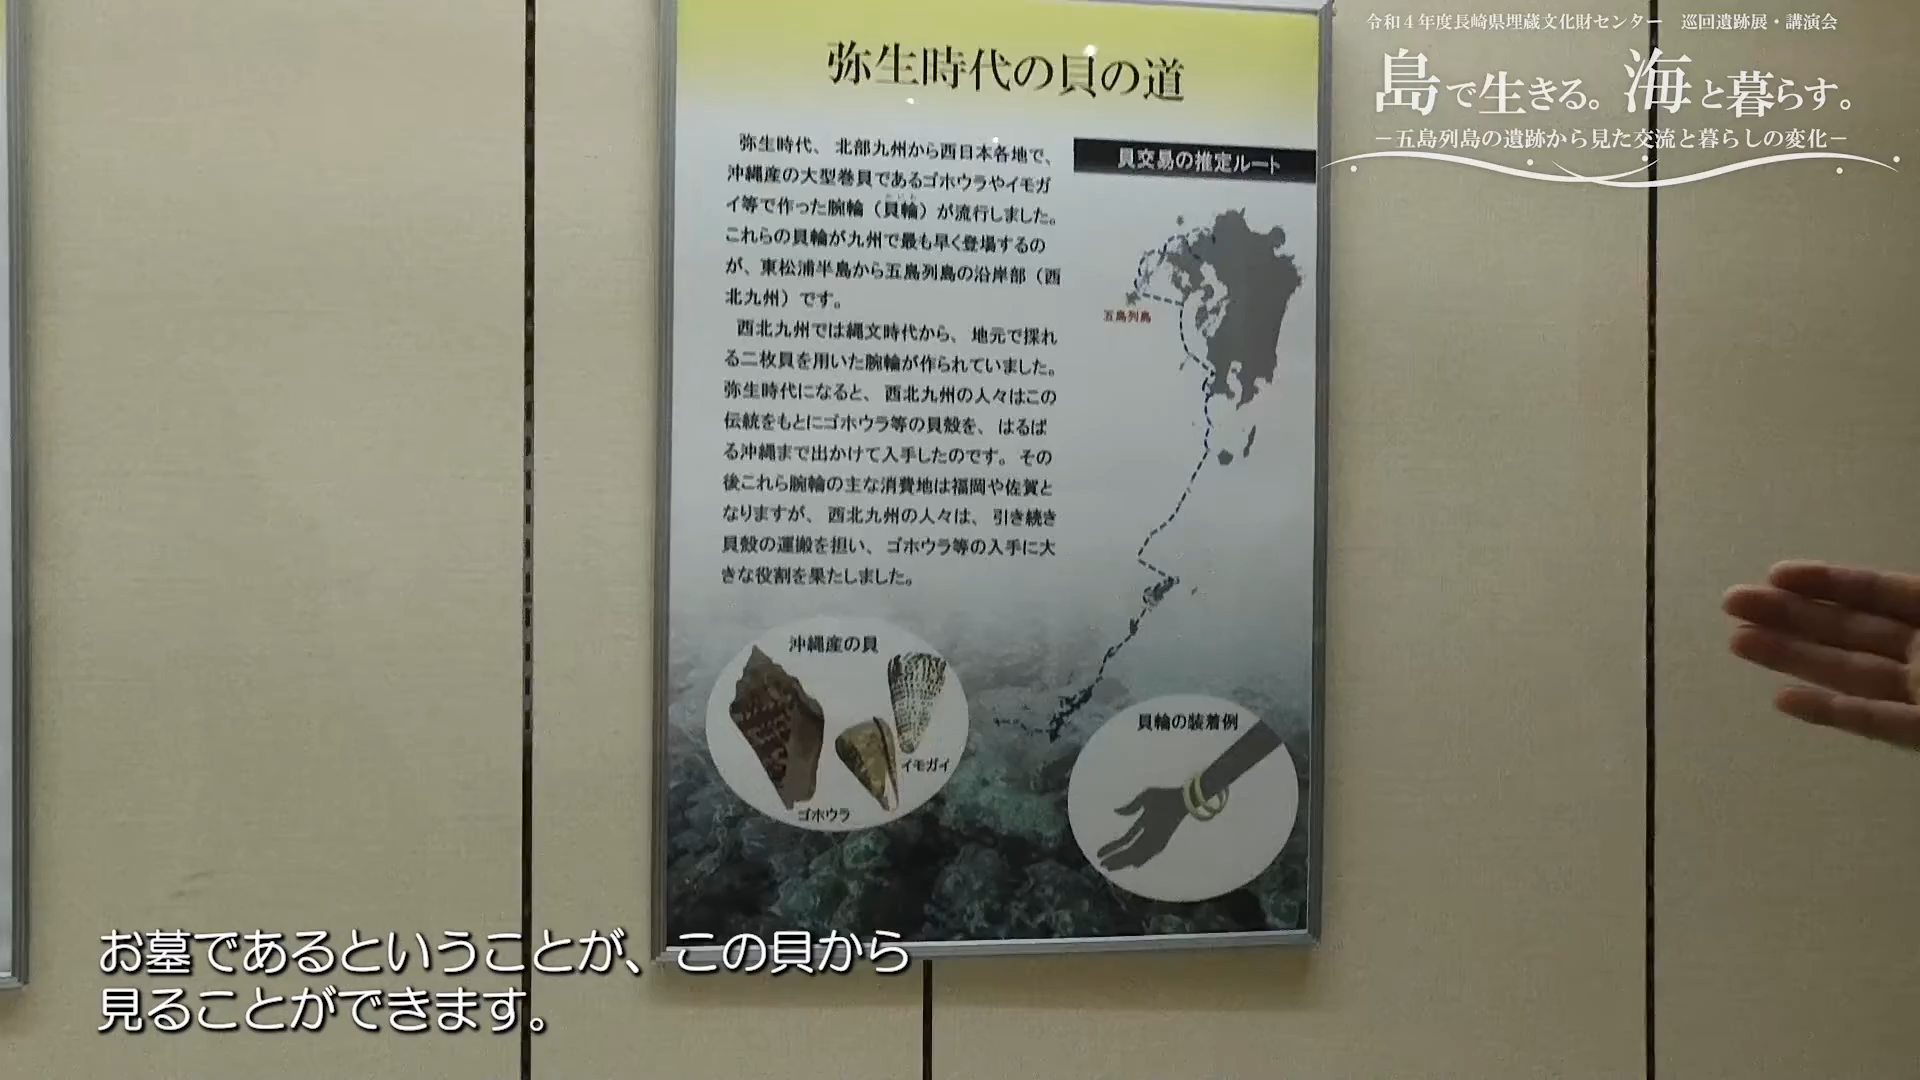 令和４年度長崎県埋蔵文化財センター　巡回遺跡展・講演会
島で生きる。海と暮らす。
－五島列島の遺跡から見た交流と暮らしの変化－
弥生時代の貝の道
弥生時代、北部九州から西日本各地で、
沖縄産の大型巻貝であるゴホウラやイモガ
イ等で作った腕輪（貝輪）が流行しました。
これらの貝輪が九州で最も早く登場するの
が、東松浦半島から五島列島の沿岸部（西
北九州）です。
西北九州では縄文時代から、地元で採れ
る二枚貝を用いた腕輪が作られていました。
弥生時代になると、西北九州の人々はこの
伝統をもとにゴホウラ等の貝殻を、はるば
る沖縄まで出かけて入手したのです。その
後これら腕輪の主な消費地は福岡や佐賀と
なりますが、西北九州の人々は、引き続き
貝殻の運搬を担い、ゴホウラ等の入手に大
きな役割を果たしました。
貝交易の推定ルート
五島列島
沖縄産の貝
イモガイ
ゴホウラ
貝輪の装着例
お墓であるということが、この貝から
見ることができます。